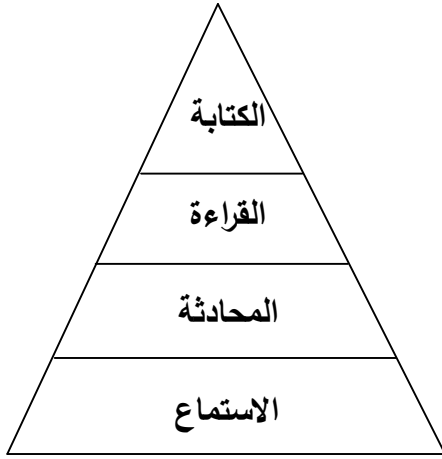 الكتابة
القراءة
المحادثة
الاستماع